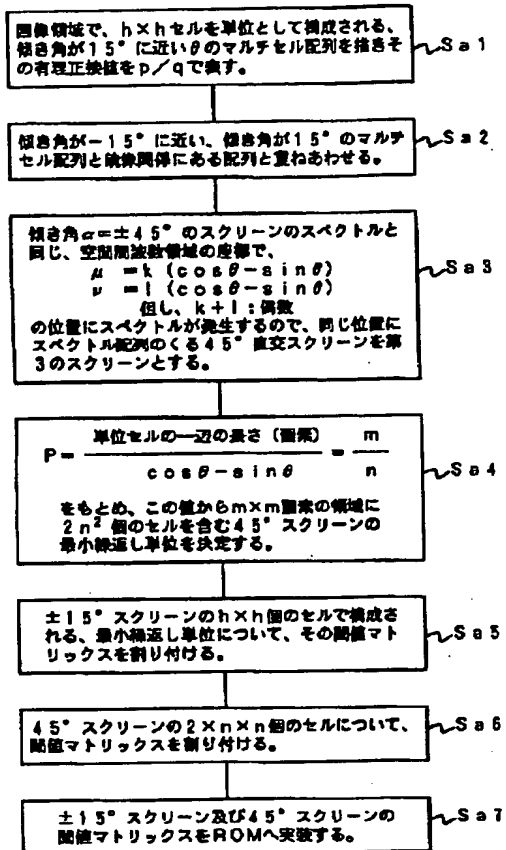 画像領域で、h×hセルを単位として構成される、
傾き角が15°に近いθのマルチセル配列を描きそ
の有理正接値をp/qで表す。
Sa1
傾き角が-15°に近い、傾き角が15°のマルチ
セル配列と鏡像関係にある配列と重ねあわせる。
Sa2
傾き角α=±45°のスクリーンのスペクトルと
同じ、空間周波数領域の座標で、
μ =k (cosθ-sinθ)
ν =l (cosθ-sinθ)
但し、k+l:偶数
の位置にスペクトルが発生するので、同じ位置に
スペクトル配列のくる45°直交スクリーンを第
3のスクリーンとする。
Sa3
単位セルの一辺の長さ(画素) m
P= ─── = ─
cosθ-sinθ n
をもとめ、この値からm×m画素の領域に
2n²個のセルを含む45°スクリーンの
最小繰返し単位を決定する。
Sa4
±15°スクリーンのh×h個のセルで構成さ
れる、最小繰返し単位について、その閾値マト
リックスを割り付ける。
Sa5
45°スクリーンの2×n×n個のセルについて、
閾値マトリックスを割り付ける。
Sa6
±15°スクリーン及び45°スクリーンの
閾値マトリックスをROMへ実装する。
Sa7